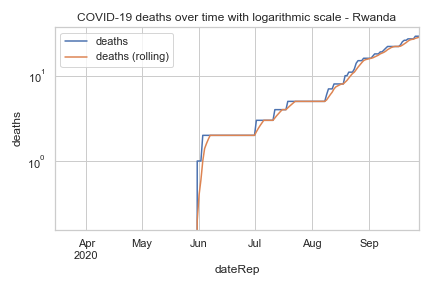 COVID-19 deaths over time with logarithmic scale - Rwanda
deaths
deaths (rolling)
10¹
10⁰
deaths
Apr
2020
May
Jun
Jul
Aug
Sep
dateRep